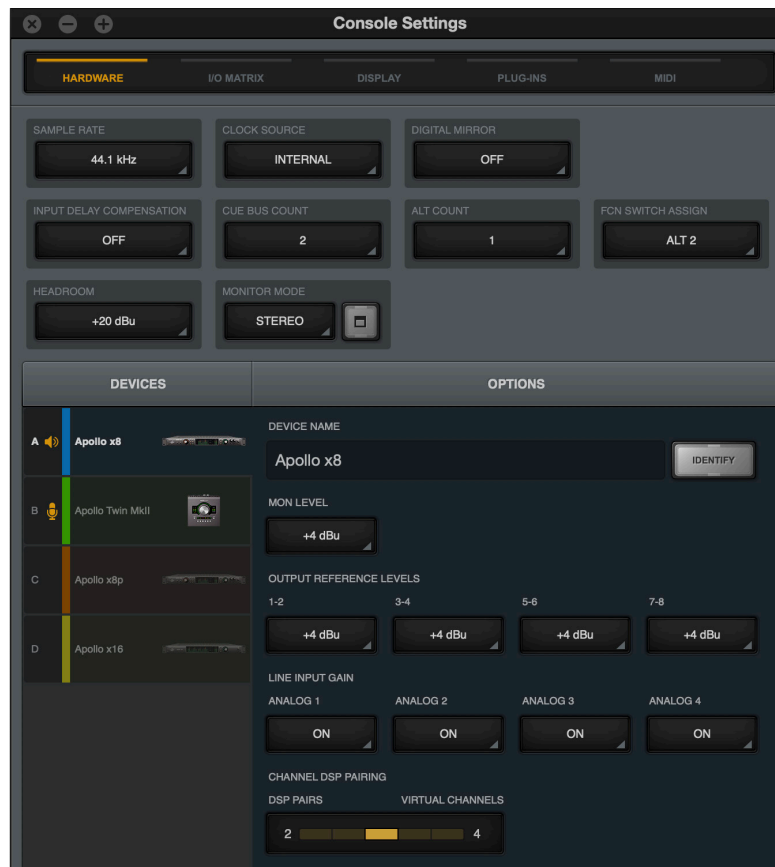 Console Settings
HARDWARE I/O MATRIX DISPLAY PLUG-INS MIDI
SAMPLE RATE CLOCK SOURCE DIGITAL MIRROR
44.1 kHz INTERNAL OFF
INPUT DELAY COMPENSATION CUE BUS COUNT ALT COUNT FCN SWITCH ASSIGN
OFF 2 1 ALT 2
HEADROOM MONITOR MODE
+20 dBu STEREO
DEVICES OPTIONS
A Apollo x8
B Apollo Twin MkII
C Apollo x8p
D Apollo x16
DEVICE NAME
Apollo x8 IDENTIFY
MON LEVEL
+4 dBu
OUTPUT REFERENCE LEVELS
1-2 3-4 5-6 7-8
+4 dBu +4 dBu +4 dBu +4 dBu
LINE INPUT GAIN
ANALOG 1 ANALOG 2 ANALOG 3 ANALOG 4
ON ON ON ON
CHANNEL DSP PAIRING
DSP PAIRS VIRTUAL CHANNELS
2 4